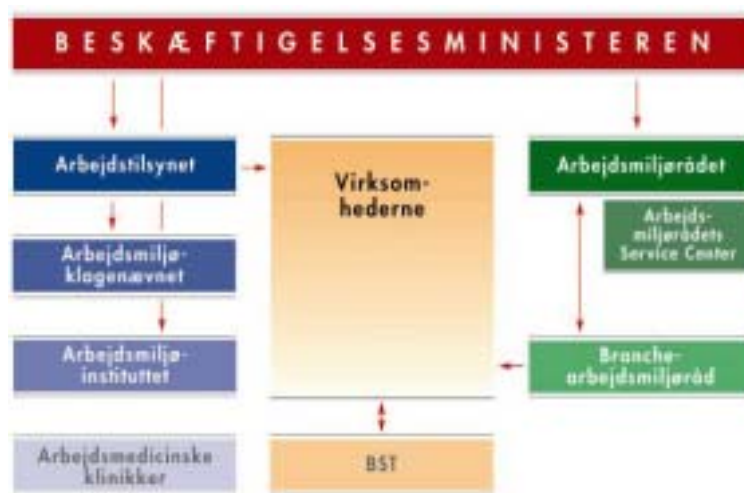 BESKÆFTIGELSESMINISTEREN
Arbejdstilsynet
Virksom-
hederne
Arbejdsmiljørådet
Arbejds-
miljørådets
Service Center
Arbejdsmiljø-
klagenævnet
Arbejdsmiljø-
instituttet
Branche-
arbejdsmiljøråd
Arbejdsmedicinske
klinikker
BST